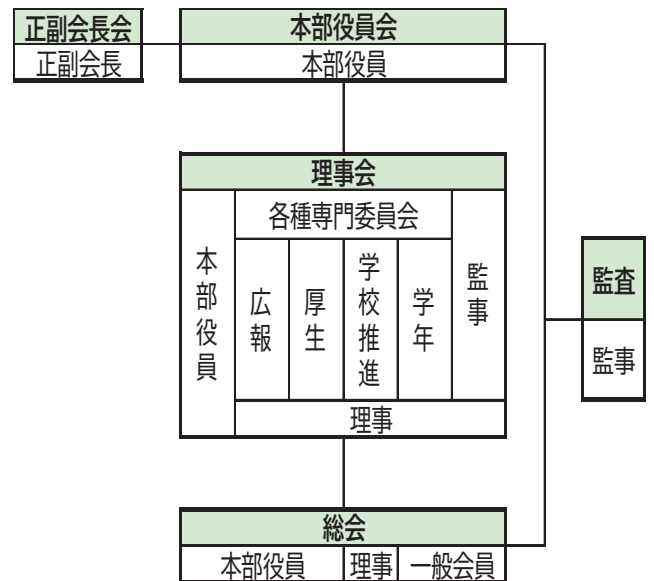 正副会長会
正副会長
本部役員会
本部役員
理事会
本部役員
各種専門委員会
広報
厚生
学校推進
学年
監事
理事
監査
監事
総会
本部役員
理事
一般会員